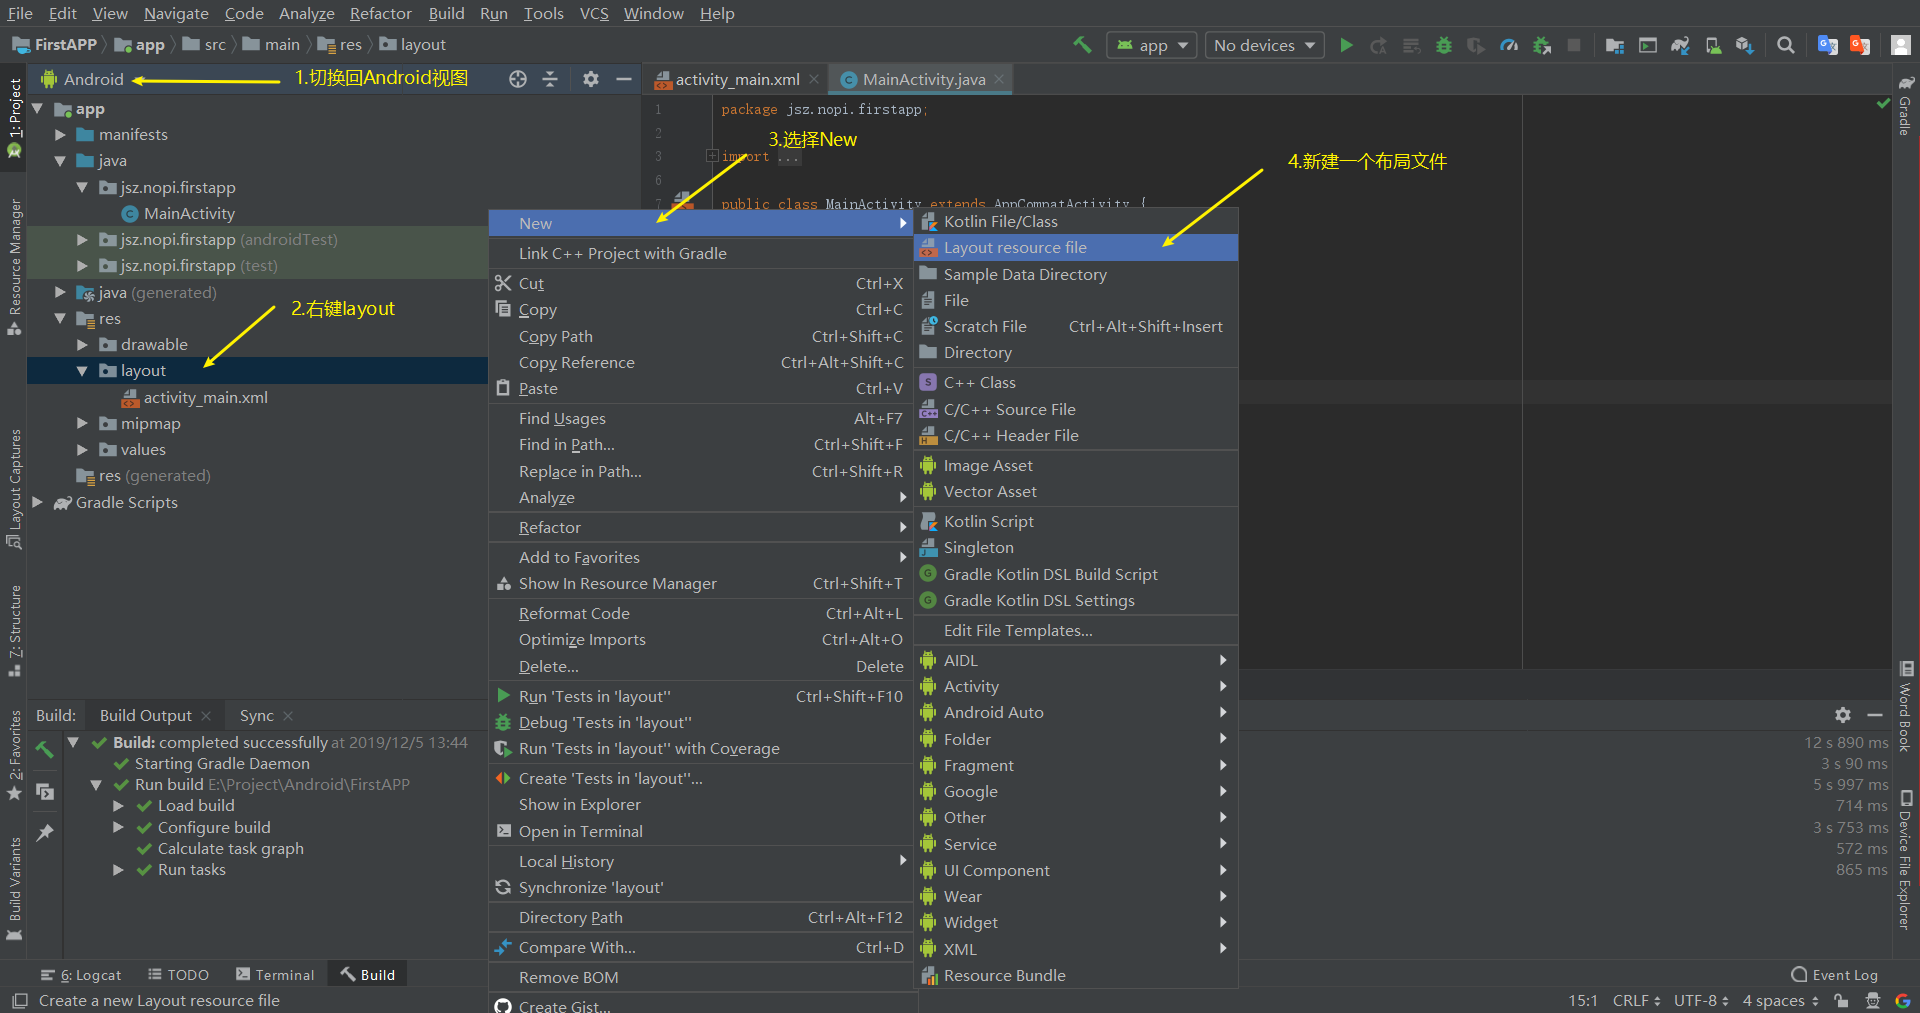 File Edit View Navigate Code Analyze Refactor Build Run Tools VCS Window Help
FirstAPP app src main res layout
app No devices
Android
1.切换回Android视图
activity_main.xml
MainActivity.java
1: Project
Resource Manager
Layout Captures
7: Structure
2: Favorites
Build Variants
app
manifests
java
jsz.nopi.firstapp
MainActivity
jsz.nopi.firstapp (androidTest)
jsz.nopi.firstapp (test)
java (generated)
res
2.右键layout
drawable
layout
activity_main.xml
mipmap
values
res (generated)
Gradle Scripts
1 package jsz.nopi.firstapp;
2
3.选择New
3 import ...
6
7 public class MainActivity extends AppCompatActivity {
4.新建一个布局文件
New
Link C++ Project with Gradle
Cut Ctrl+X
Copy Ctrl+C
Copy Path Ctrl+Shift+C
Copy Reference Ctrl+Alt+Shift+C
Paste Ctrl+V
Find Usages Alt+F7
Find in Path... Ctrl+Shift+F
Replace in Path... Ctrl+Shift+R
Analyze
Refactor
Add to Favorites
Show In Resource Manager Ctrl+Shift+T
Reformat Code Ctrl+Alt+L
Optimize Imports Ctrl+Alt+O
Delete... Delete
Run 'Tests in 'layout'' Ctrl+Shift+F10
Debug 'Tests in 'layout''
Run 'Tests in 'layout'' with Coverage
Create 'Tests in 'layout''...
Show in Explorer
Open in Terminal
Local History
Synchronize 'layout'
Directory Path Ctrl+Alt+F12
Compare With... Ctrl+D
Remove BOM
Create Gist...
Kotlin File/Class
Layout resource file
Sample Data Directory
File
Scratch File Ctrl+Alt+Shift+Insert
Directory
C++ Class
C/C++ Source File
C/C++ Header File
Image Asset
Vector Asset
Kotlin Script
Singleton
Gradle Kotlin DSL Build Script
Gradle Kotlin DSL Settings
Edit File Templates...
AIDL
Activity
Android Auto
Folder
Fragment
Google
Other
Service
UI Component
Wear
Widget
XML
Resource Bundle
Gradle
Word Book
Device File Explorer
Build: Build Output Sync
Build: completed successfully at 2019/12/5 13:44 12 s 890 ms
Starting Gradle Daemon 3 s 90 ms
Run build E:\Project\Android\FirstAPP 5 s 997 ms
Load build 714 ms
Configure build 3 s 753 ms
Calculate task graph 572 ms
Run tasks 865 ms
6: Logcat TODO Terminal Build Event Log
Create a new Layout resource file 15:1 CRLF UTF-8 4 spaces